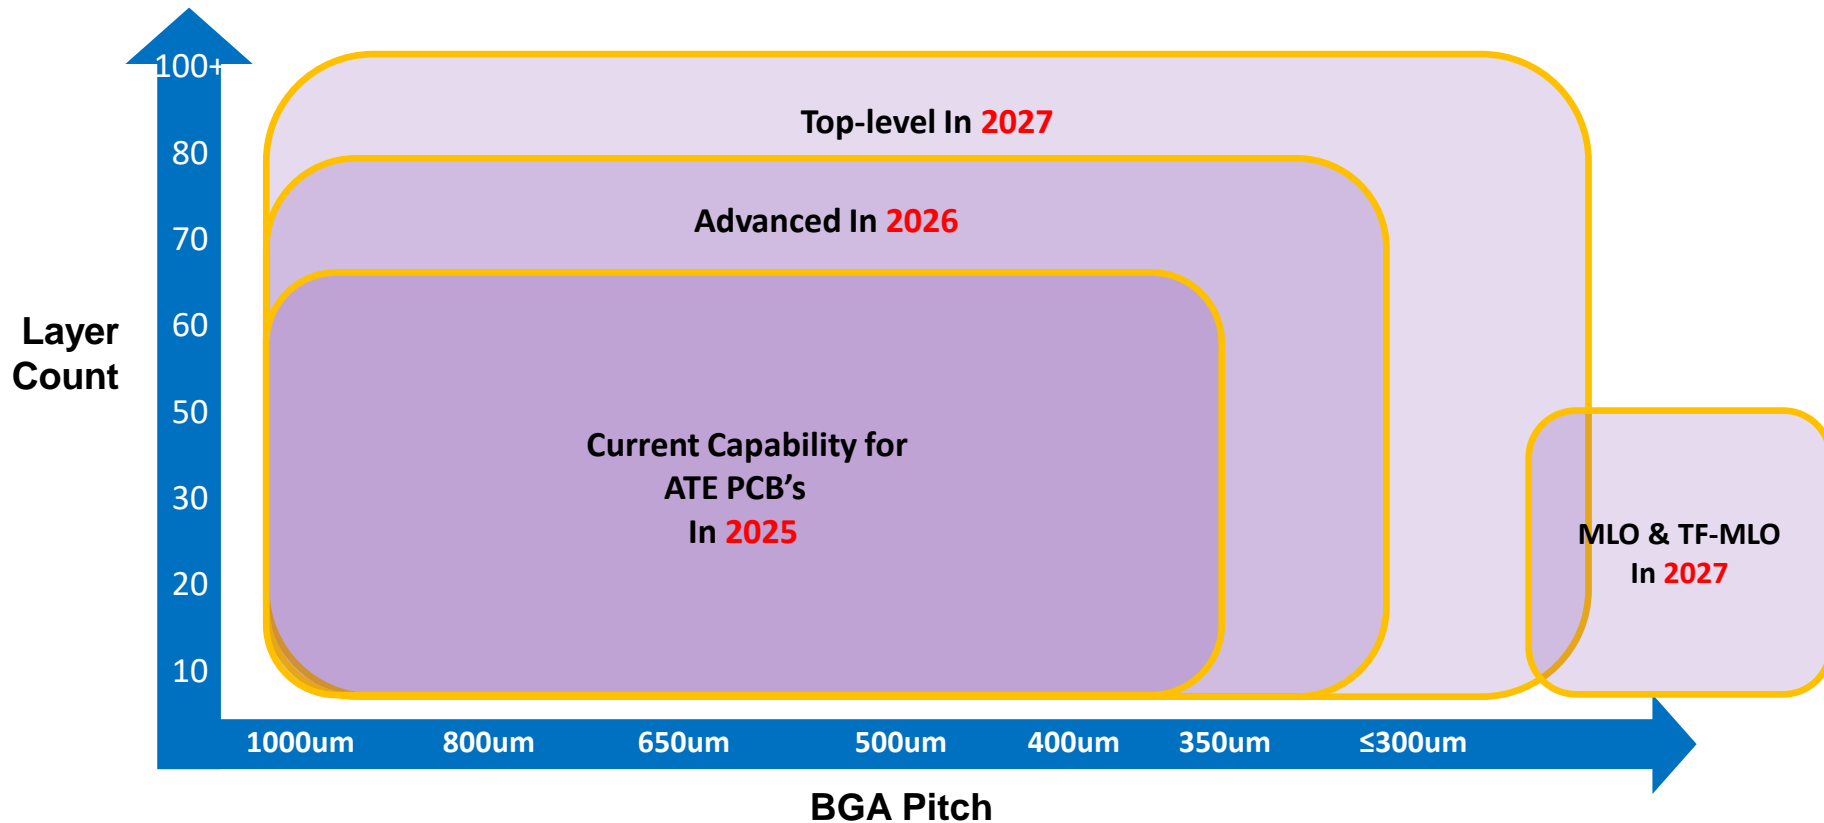 100+
80
70
60
50
30
20
10
Layer
Count
Top-level In 2027
Advanced In 2026
Current Capability for
ATE PCB’s
In 2025
MLO & TF-MLO
In 2027
1000um 800um 650um 500um 400um 350um ≤300um
BGA Pitch